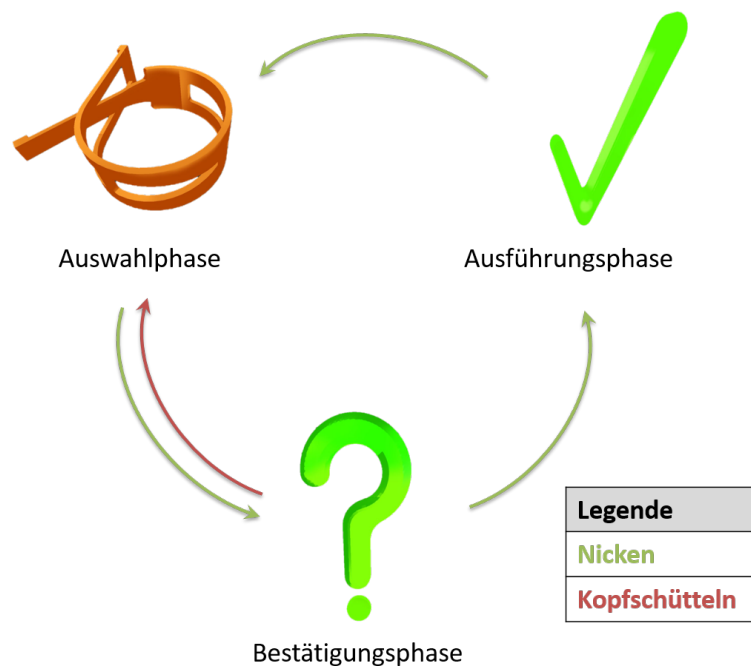 Auswahlphase
Ausführungsphase
Legende
Nicken
Kopfschütteln
Bestätigungsphase